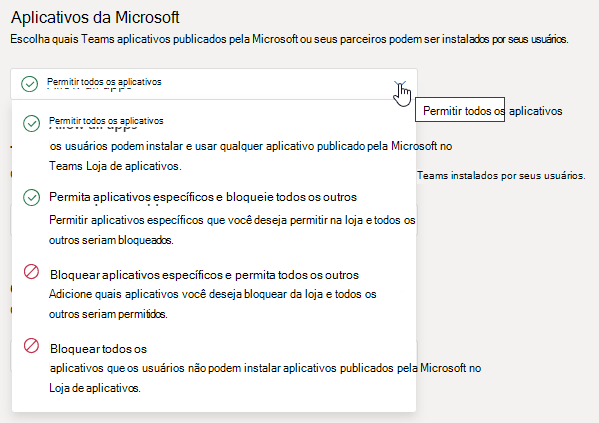 Aplicativos da Microsoft
Escolha quais Teams aplicativos publicados pela Microsoft ou seus parceiros podem ser instalados por seus usuários.
Permitir todos os aplicativos
Permitir todos os aplicativos
Permitir todos os aplicativos
os usuários podem instalar e usar qualquer aplicativo publicado pela Microsoft no
Teams Loja de aplicativos.
Teams instalados por seus usuários.
Permita aplicativos específicos e bloqueie todos os outros
Permitir aplicativos específicos que você deseja permitir na loja e todos os
outros seriam bloqueados.
Bloquear aplicativos específicos e permita todos os outros
Adicione quais aplicativos você deseja bloquear da loja e todos os
outros seriam permitidos.
Bloquear todos os
aplicativos que os usuários não podem instalar aplicativos publicados pela Microsoft no
Loja de aplicativos.